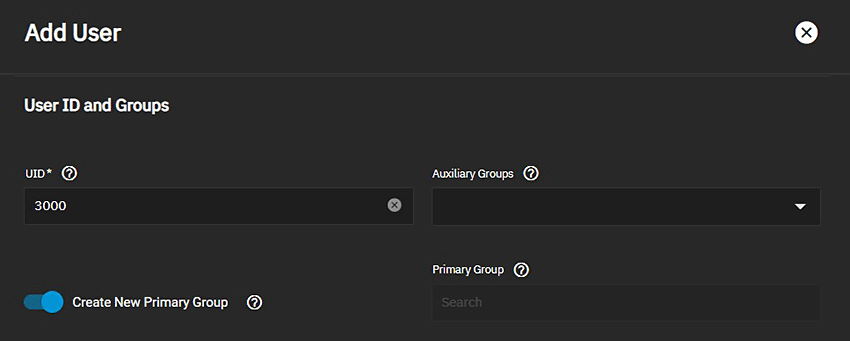 Add User
User ID and Groups
UID *
Auxiliary Groups
3000
Primary Group
Create New Primary Group
Search